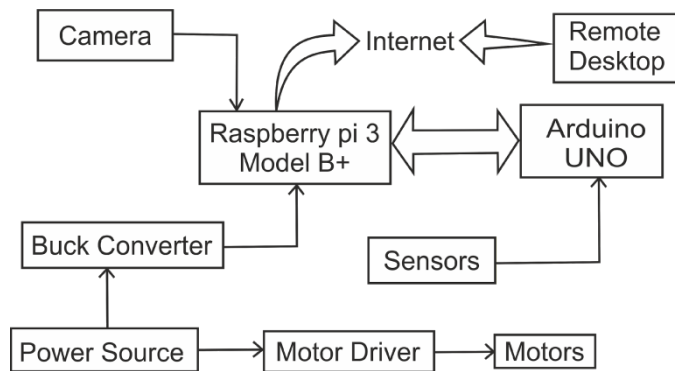 Camera
Internet
Remote
Desktop
Raspberry pi 3
Model B+
Arduino
UNO
Buck Converter
Sensors
Power Source
Motor Driver
Motors